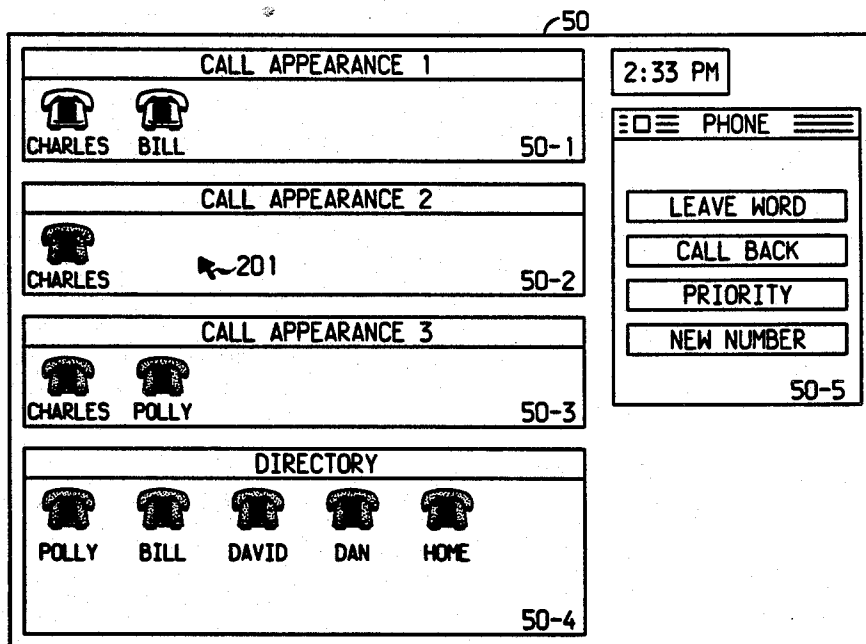 50
CALL APPEARANCE 1
CHARLES BILL
50-1
CALL APPEARANCE 2
CHARLES
201
50-2
CALL APPEARANCE 3
CHARLES POLLY
50-3
DIRECTORY
POLLY BILL DAVID DAN HOME
50-4
2:33 PM
PHONE
LEAVE WORD
CALL BACK
PRIORITY
NEW NUMBER
50-5